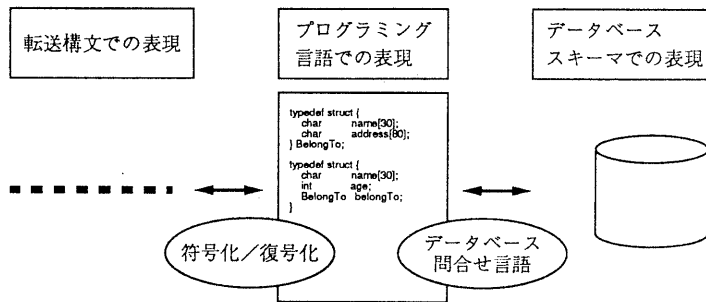 転送構文での表現
プログラミング
言語での表現
データベース
スキーマでの表現
typedef struct {
char name[30];
char address[80];
} BelongTo;
typedef struct {
char name[30];
int age;
BelongTo belongTo;
}
符号化／復号化
データベース
問合せ言語